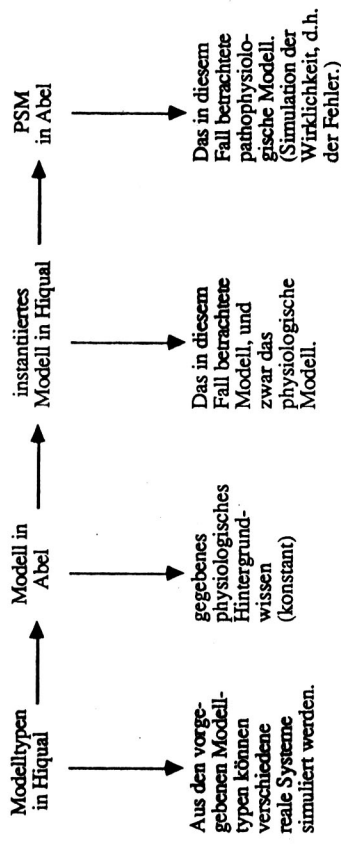 Modelltypen
in Hiqual
Modell in
Abel
instantiiertes
Modell in Hiqual
PSM
in Abel
Aus den vorge-
gebenen Modell-
typen können
verschiedene
reale Systeme
simuliert werden.
gegebenes
physiologisches
Hintergrund-
wissen
(konstant)
Das in diesem
Fall betrachtete
Modell, und
zwar das
physiologische
Modell.
Das in diesem
Fall betrachtete
pathophysiolo-
gische Modell.
(Simulation der
Wirklichkeit, d.h.
der Fehler.)